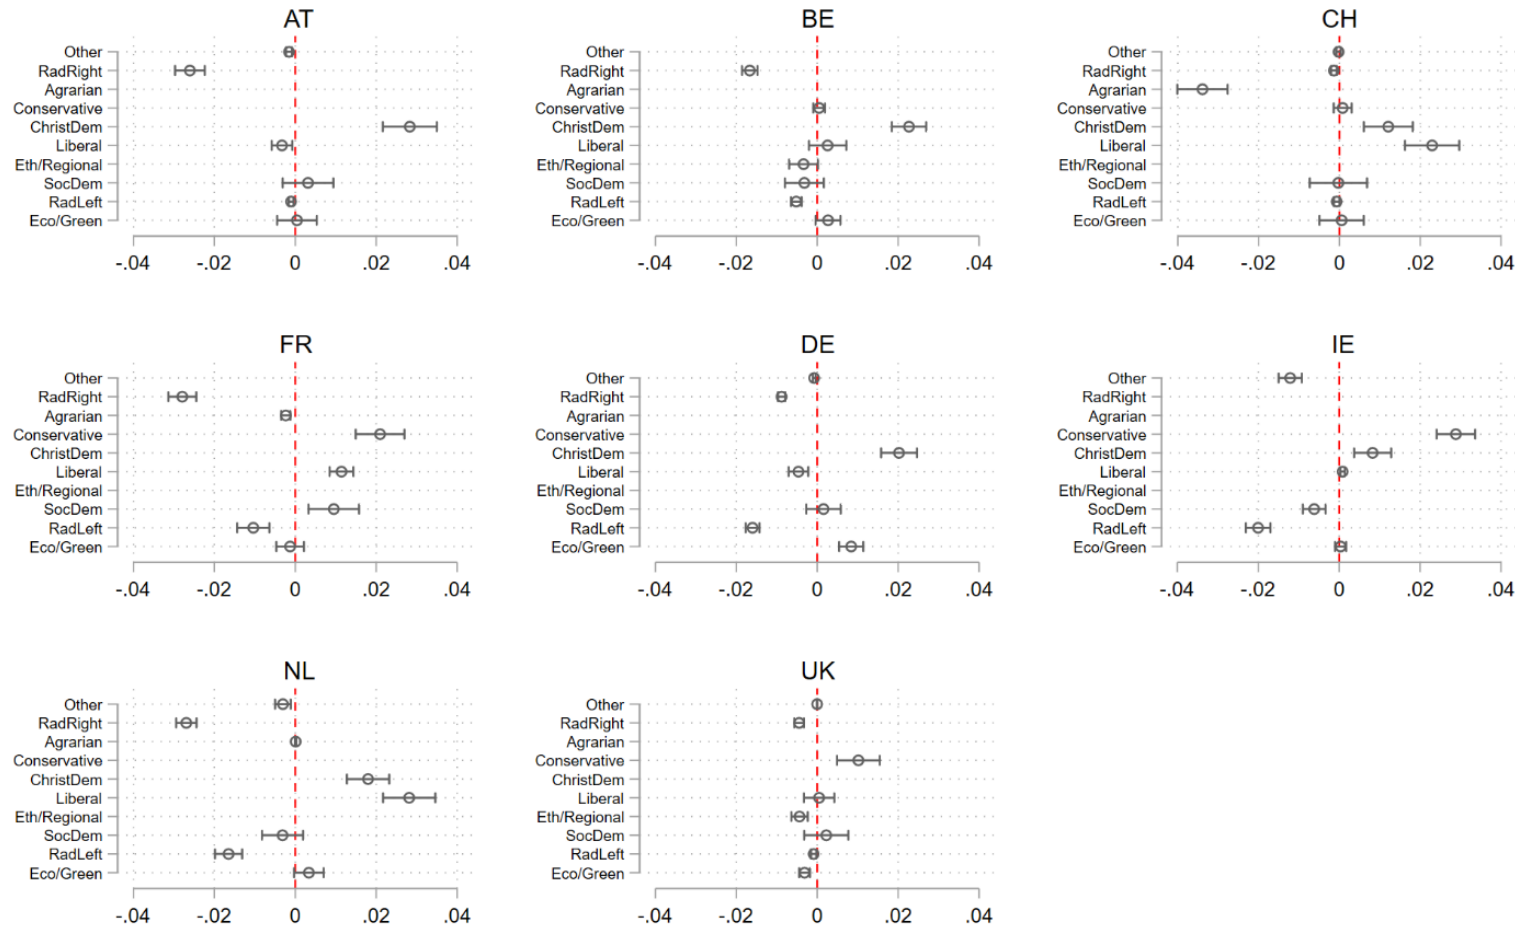 AT
Other
RadRight
Agrarian
Conservative
ChristDem
Liberal
Eth/Regional
SocDem
RadLeft
Eco/Green
-.04 -.02 0 .02 .04
BE
Other
RadRight
Agrarian
Conservative
ChristDem
Liberal
Eth/Regional
SocDem
RadLeft
Eco/Green
-.04 -.02 0 .02 .04
CH
Other
RadRight
Agrarian
Conservative
ChristDem
Liberal
Eth/Regional
SocDem
RadLeft
Eco/Green
-.04 -.02 0 .02 .04
FR
Other
RadRight
Agrarian
Conservative
ChristDem
Liberal
Eth/Regional
SocDem
RadLeft
Eco/Green
-.04 -.02 0 .02 .04
DE
Other
RadRight
Agrarian
Conservative
ChristDem
Liberal
Eth/Regional
SocDem
RadLeft
Eco/Green
-.04 -.02 0 .02 .04
IE
Other
RadRight
Agrarian
Conservative
ChristDem
Liberal
Eth/Regional
SocDem
RadLeft
Eco/Green
-.04 -.02 0 .02 .04
NL
Other
RadRight
Agrarian
Conservative
ChristDem
Liberal
Eth/Regional
SocDem
RadLeft
Eco/Green
-.04 -.02 0 .02 .04
UK
Other
RadRight
Agrarian
Conservative
ChristDem
Liberal
Eth/Regional
SocDem
RadLeft
Eco/Green
-.04 -.02 0 .02 .04